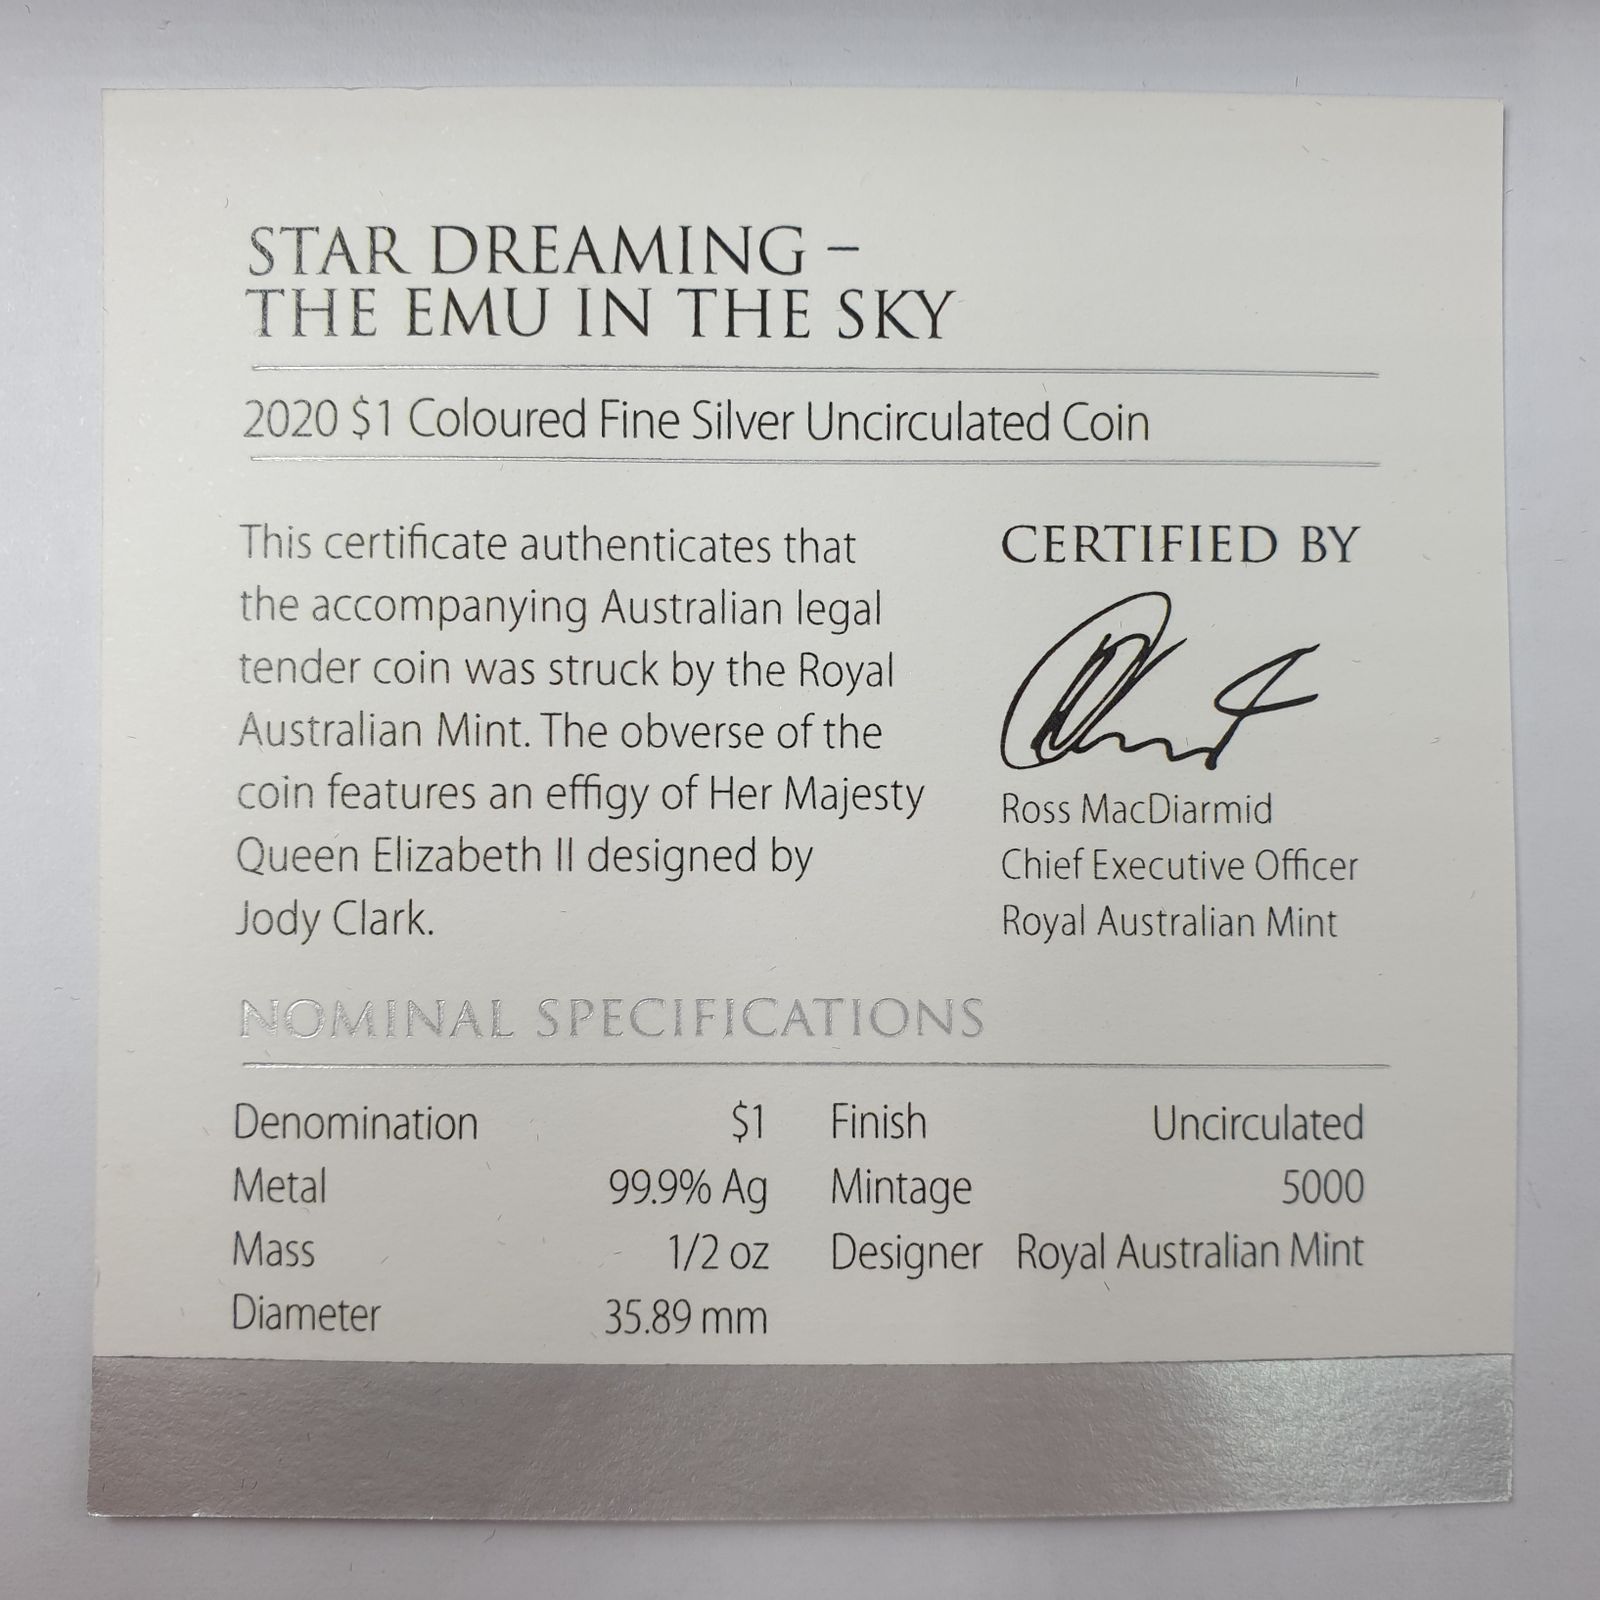 STAR DREAMING –
THE EMU IN THE SKY
2020 $1 Coloured Fine Silver Uncirculated Coin
This certificate authenticates that
the accompanying Australian legal
tender coin was struck by the Royal
Australian Mint. The obverse of the
coin features an effigy of Her Majesty
Queen Elizabeth II designed by
Jody Clark.
CERTIFIED BY
Ross MacDiarmid
Chief Executive Officer
Royal Australian Mint
NOMINAL SPECIFICATIONS
Denomination $1
Metal 99.9% Ag
Mass 1/2 oz
Diameter 35.89 mm
Finish Uncirculated
Mintage 5000
Designer Royal Australian Mint